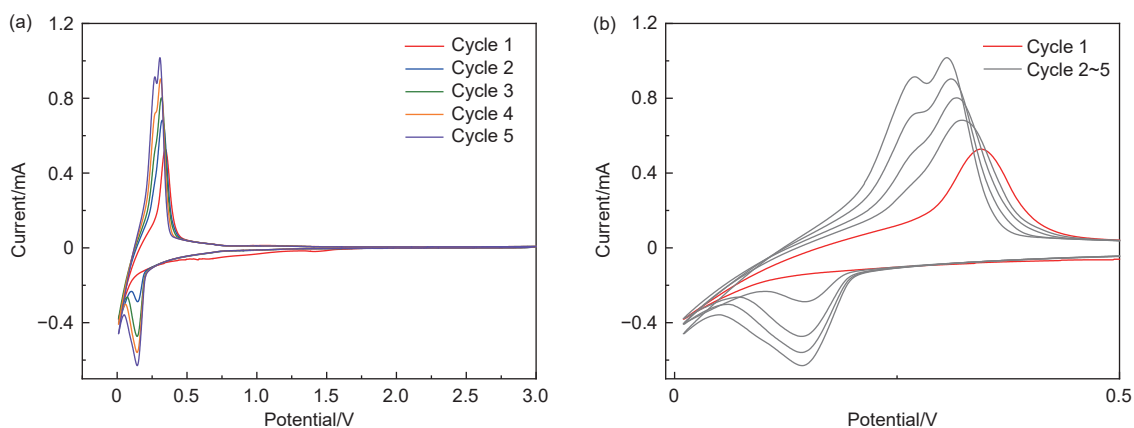 (a)
1.2
0.8
0.4
0
−0.4
Current/mA
Cycle 1
Cycle 2
Cycle 3
Cycle 4
Cycle 5
0
0.5
1.0
1.5
2.0
2.5
3.0
Potential/V
(b)
1.2
0.8
0.4
0
−0.4
Current/mA
Cycle 1
Cycle 2~5
0
0.5
Potential/V